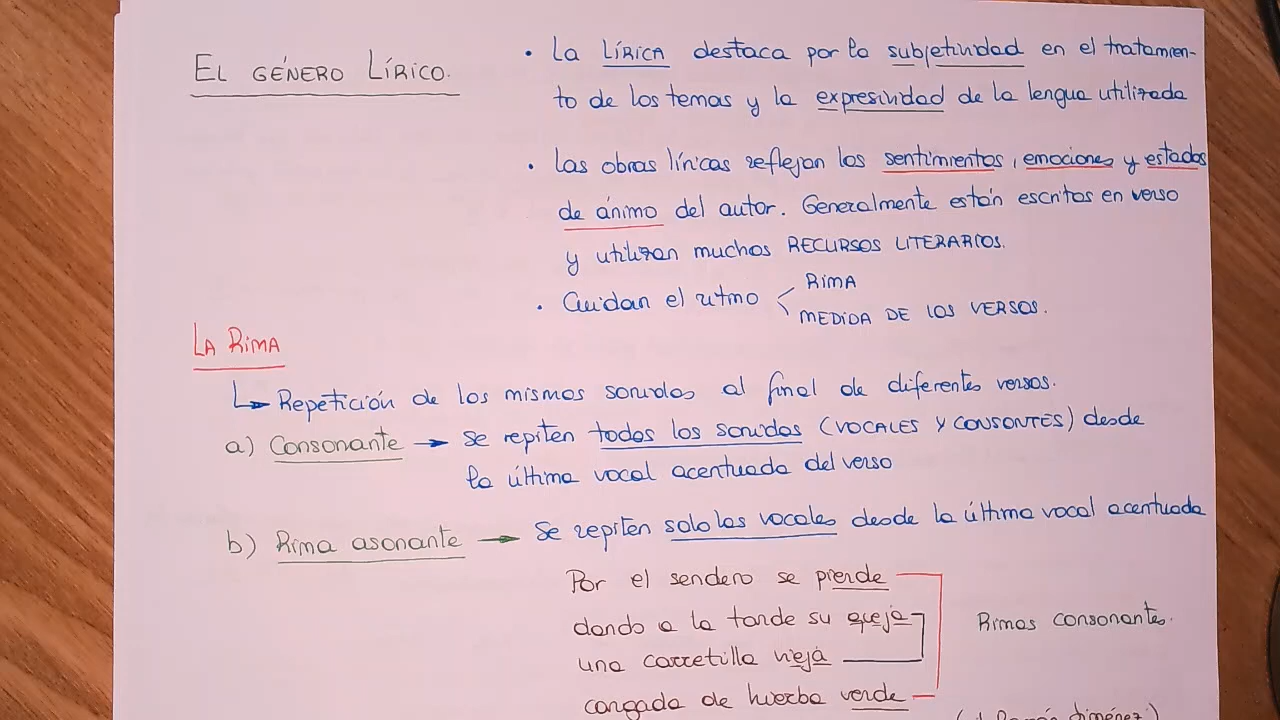 EL GÉNERO LÍRICO.
• La LÍRICA destaca por la subjetividad en el tratamien-
to de los temas y la expresividad de la lengua utilizada
• Las obras líricas reflejan los sentimientos, emociones y estados
de ánimo del autor. Generalmente están escritos en verso
y utilizan muchos RECURSOS LITERARIOS.
• Cuidan el ritmo < RIMA
MEDIDA DE LOS VERSOS.
LA RIMA
↳ Repetición de los mismos sonidos al final de diferentes versos.
a) Consonante → se repiten todos los sonidos (VOCALES Y CONSONTES) desde
la última vocal acentuada del verso
b) Rima asonante → Se repiten solo las vocales desde la última vocal acentuada
Por el sendero se pierde
dando a la tarde su queja
una carretilla vieja
cargada de hierba verde
Rimas consonantes.
Ramón Jiménez)